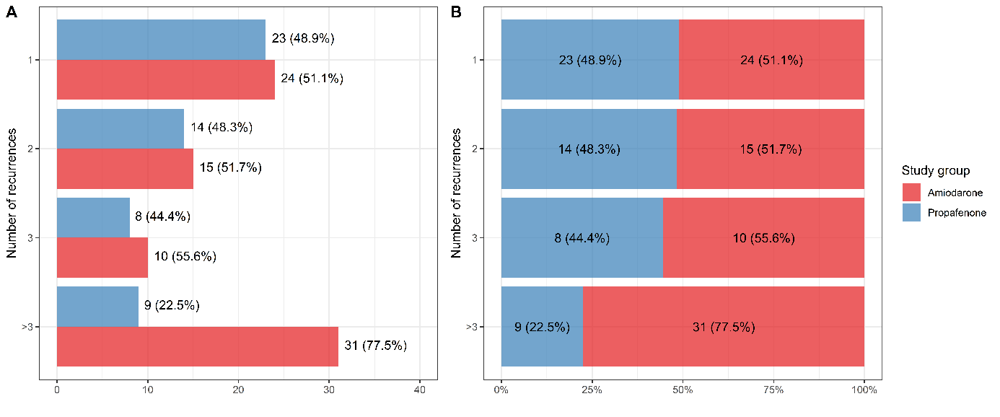 A
Number of recurrences
1
23 (48.9%)
24 (51.1%)
2
14 (48.3%)
15 (51.7%)
3
8 (44.4%)
10 (55.6%)
>3
9 (22.5%)
31 (77.5%)
0 10 20 30 40
B
Number of recurrences
1
23 (48.9%) 24 (51.1%)
2
14 (48.3%) 15 (51.7%)
3
8 (44.4%) 10 (55.6%)
>3
9 (22.5%) 31 (77.5%)
0% 25% 50% 75% 100%
Study group
Amiodarone
Propafenone